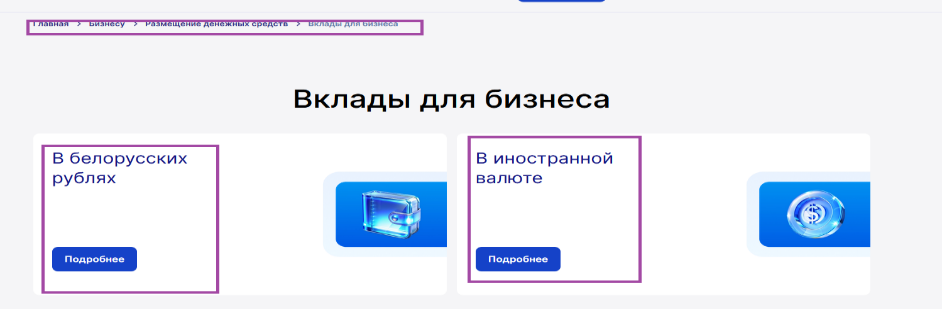 Главная > Бизнесу > Размещение денежных средств > Вклады для бизнеса
Вклады для бизнеса
В белорусских
рублях
Подробнее
В иностранной
валюте
Подробнее